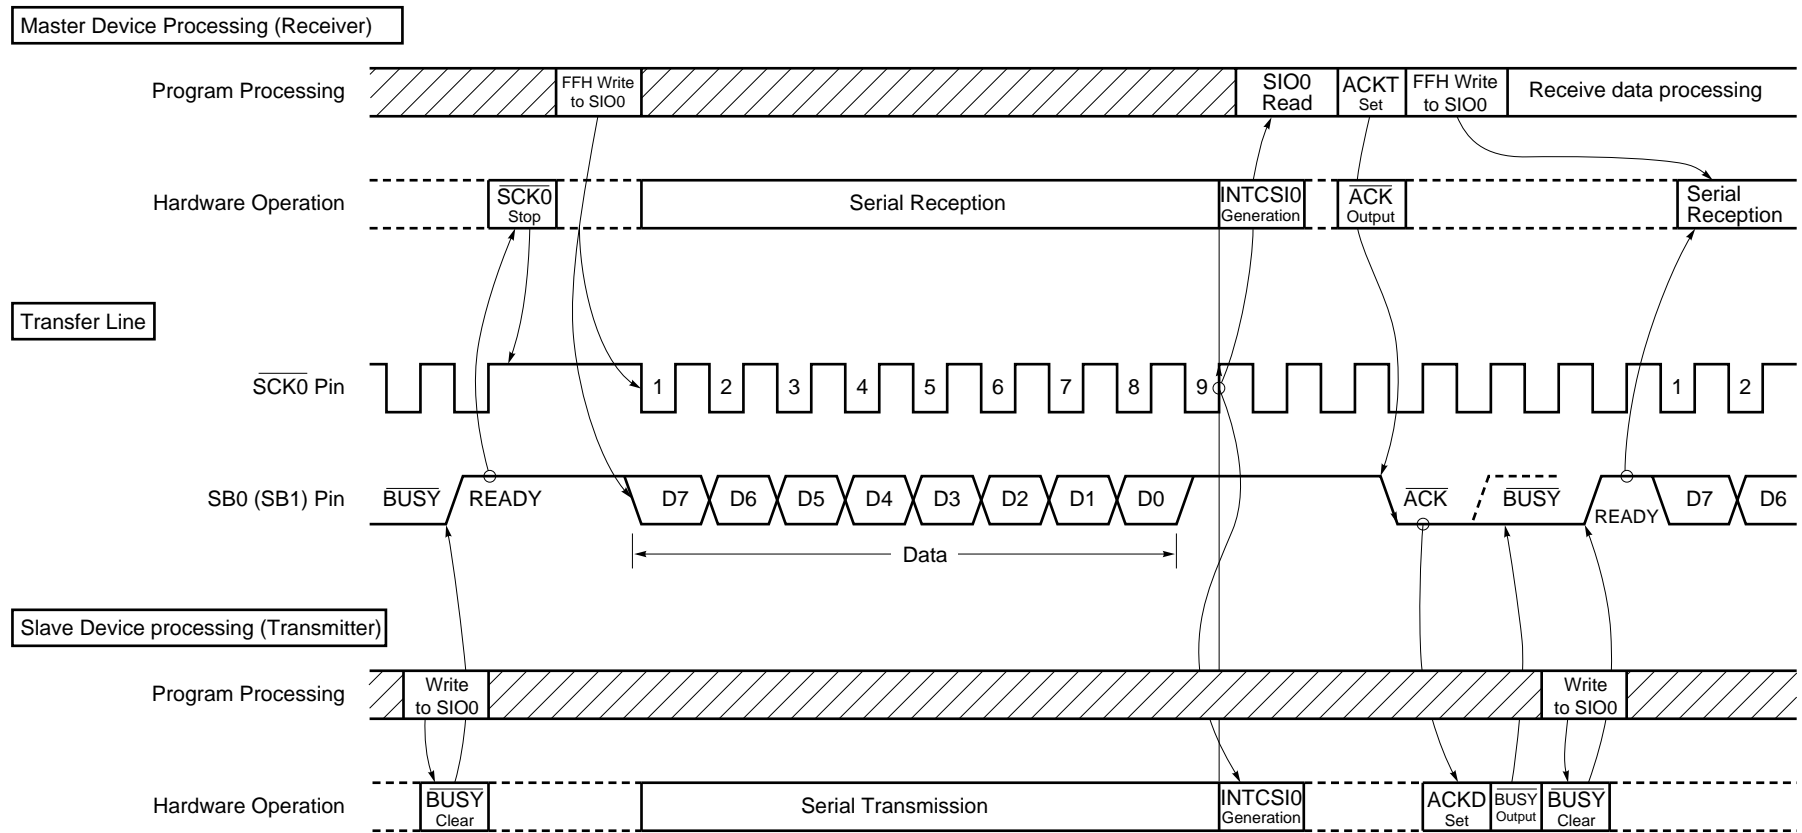 Master Device Processing (Receiver)
Program Processing
FFH Write
to SIO0
SIO0
Read
ACKT
Set
FFH Write
to SIO0
Receive data processing
Hardware Operation
SCK0
Stop
Serial Reception
INTCSI0
Generation
ACK
Output
Serial
Reception
Transfer Line
SCK0 Pin
1 2 3 4 5 6 7 8 9 1 2
SB0 (SB1) Pin
BUSY READY D7 D6 D5 D4 D3 D2 D1 D0 ACK BUSY READY D7 D6
Data
Slave Device processing (Transmitter)
Program Processing
Write
to SIO0
Write
to SIO0
Hardware Operation
BUSY
Clear
Serial Transmission
INTCSI0
Generation
ACKD
Set
BUSY
Output
BUSY
Clear